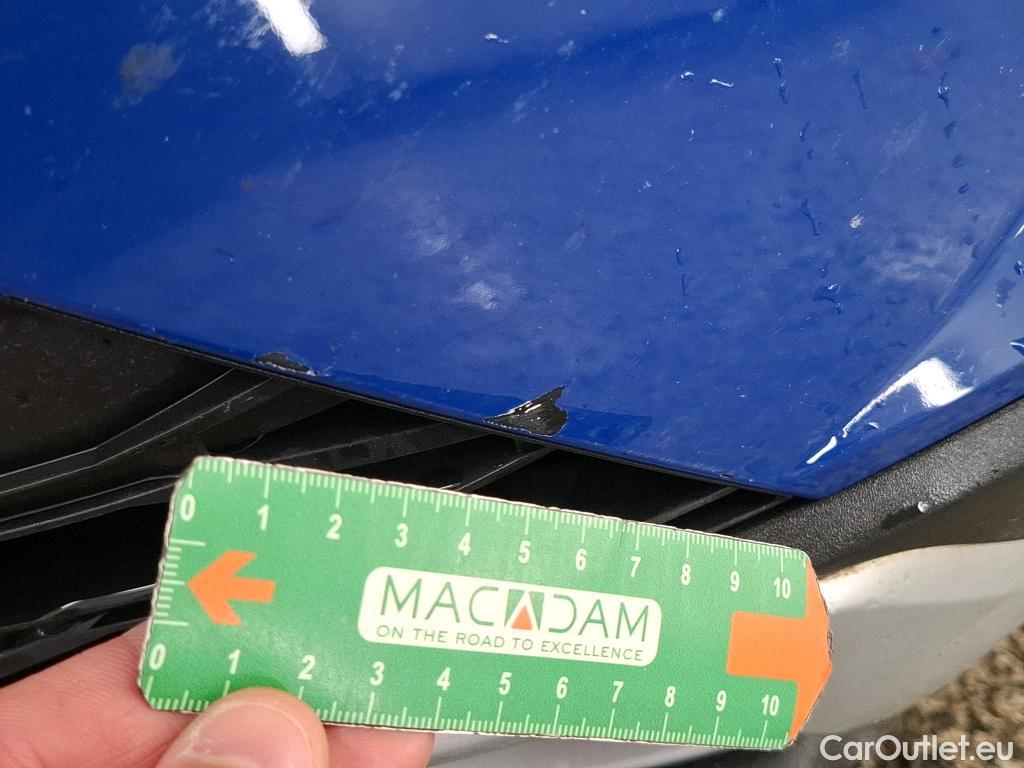 0 1 2 3 4 5 6 7 8 9 10
MACADAM
ON THE ROAD TO EXCELLENCE
0 1 2 3 4 5 6 7 8 9 10
CarOutlet.eu